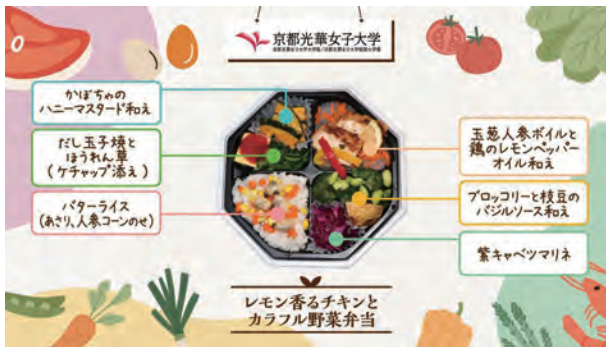 京都光華女子大学
かぼちゃの
ハニーマスタード和え
だし玉子焼と
ほうれん草
(ケチャップ添え)
バターライス
(あさり、人参コーンのせ)
玉葱人参ボイルと
鶏のレモンペッパー
オイル和え
ブロッコリーと枝豆の
バジルソース和え
紫キャベツマリネ
レモン香るチキンと
カラフル野菜弁当